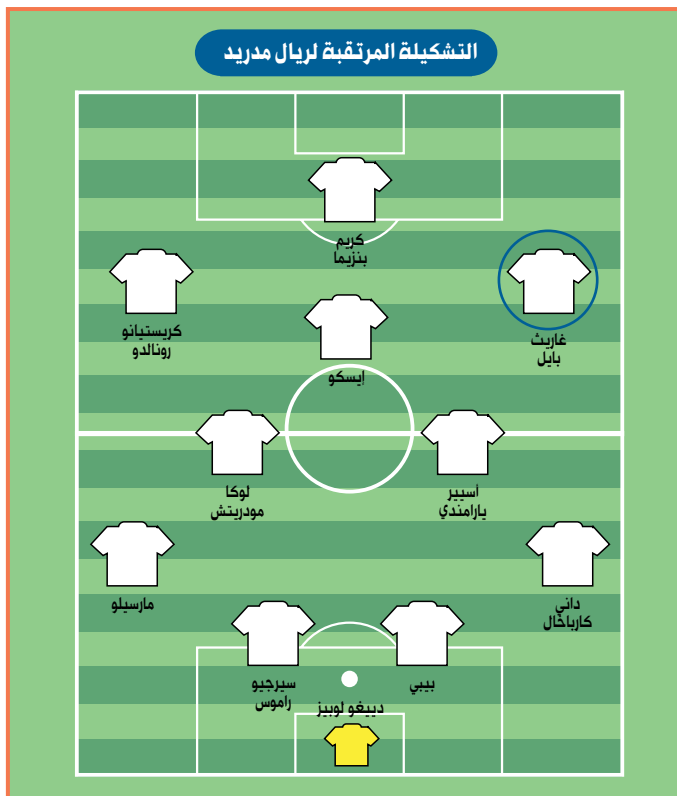 التشكيلة المرتقبة لريال مدريد
كريم
بنزيما
غاريث
بايل
كريستيانو
رونالدو
إيسكو
أسيير
يارامندي
لوكا
مودريتش
داني
كارباخال
مارسيلو
بيبي
سيرجيو
راموس
دييغو لوبيز